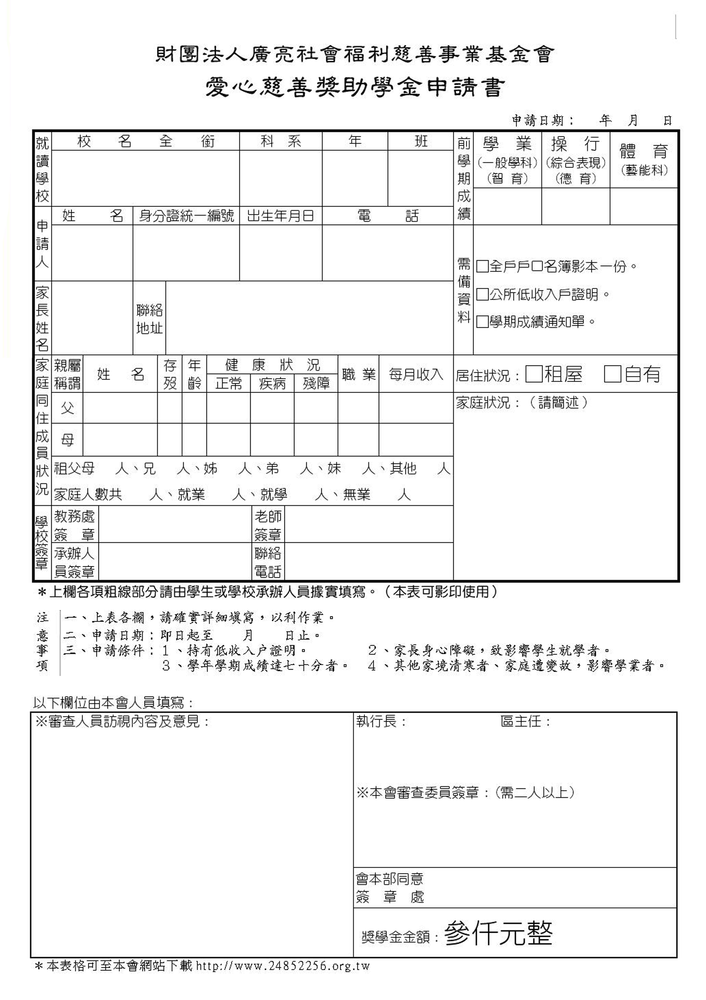 財團法人廣亮社會福利慈善事業基金會
愛心慈善獎助學金申請書
申請日期： 年 月 日
就讀學校
校名全銜 科系 年 班
前學期成績
學業 (一般學科) (智育)
操行 (綜合表現) (德育)
體育 (藝能科)
申請人
姓名 身分證統一編號 出生年月日 電話
需備資料
□全戶戶口名簿影本一份。
□公所低收入戶證明。
□學期成績通知單。
家長姓名
聯絡地址
家庭同住成員狀況
親屬稱謂 姓名 存歿 年齡 健康狀況 職業 每月收入
正常 疾病 殘障
父
母
居住狀況：□租屋 □自有
家庭狀況：（請簡述）
祖父母 人、兄 人、姊 人、弟 人、妹 人、其他 人
家庭人數共 人、就業 人、就學 人、無業 人
學校簽章
教務處簽章
老師簽章
承辦人員簽章
聯絡電話
＊上欄各項粗線部分請由學生或學校承辦人員據實填寫。（本表可影印使用）
注意事項
一、上表各欄，請確實詳細填寫，以利作業。
二、申請日期：即日起至 月 日止。
三、申請條件：1、持有低收入戶證明。 2、家長身心障礙，致影響學生就學者。
3、學年學期成績達七十分者。 4、其他家境清寒者、家庭遭變故，影響學業者。
以下欄位由本會人員填寫：
※審查人員訪視內容及意見：
執行長： 區主任：
※本會審查委員簽章：（需二人以上）
會本部同意
簽章處
獎學金金額：參仟元整
＊本表格可至本會網站下載http://www.24852256.org.tw